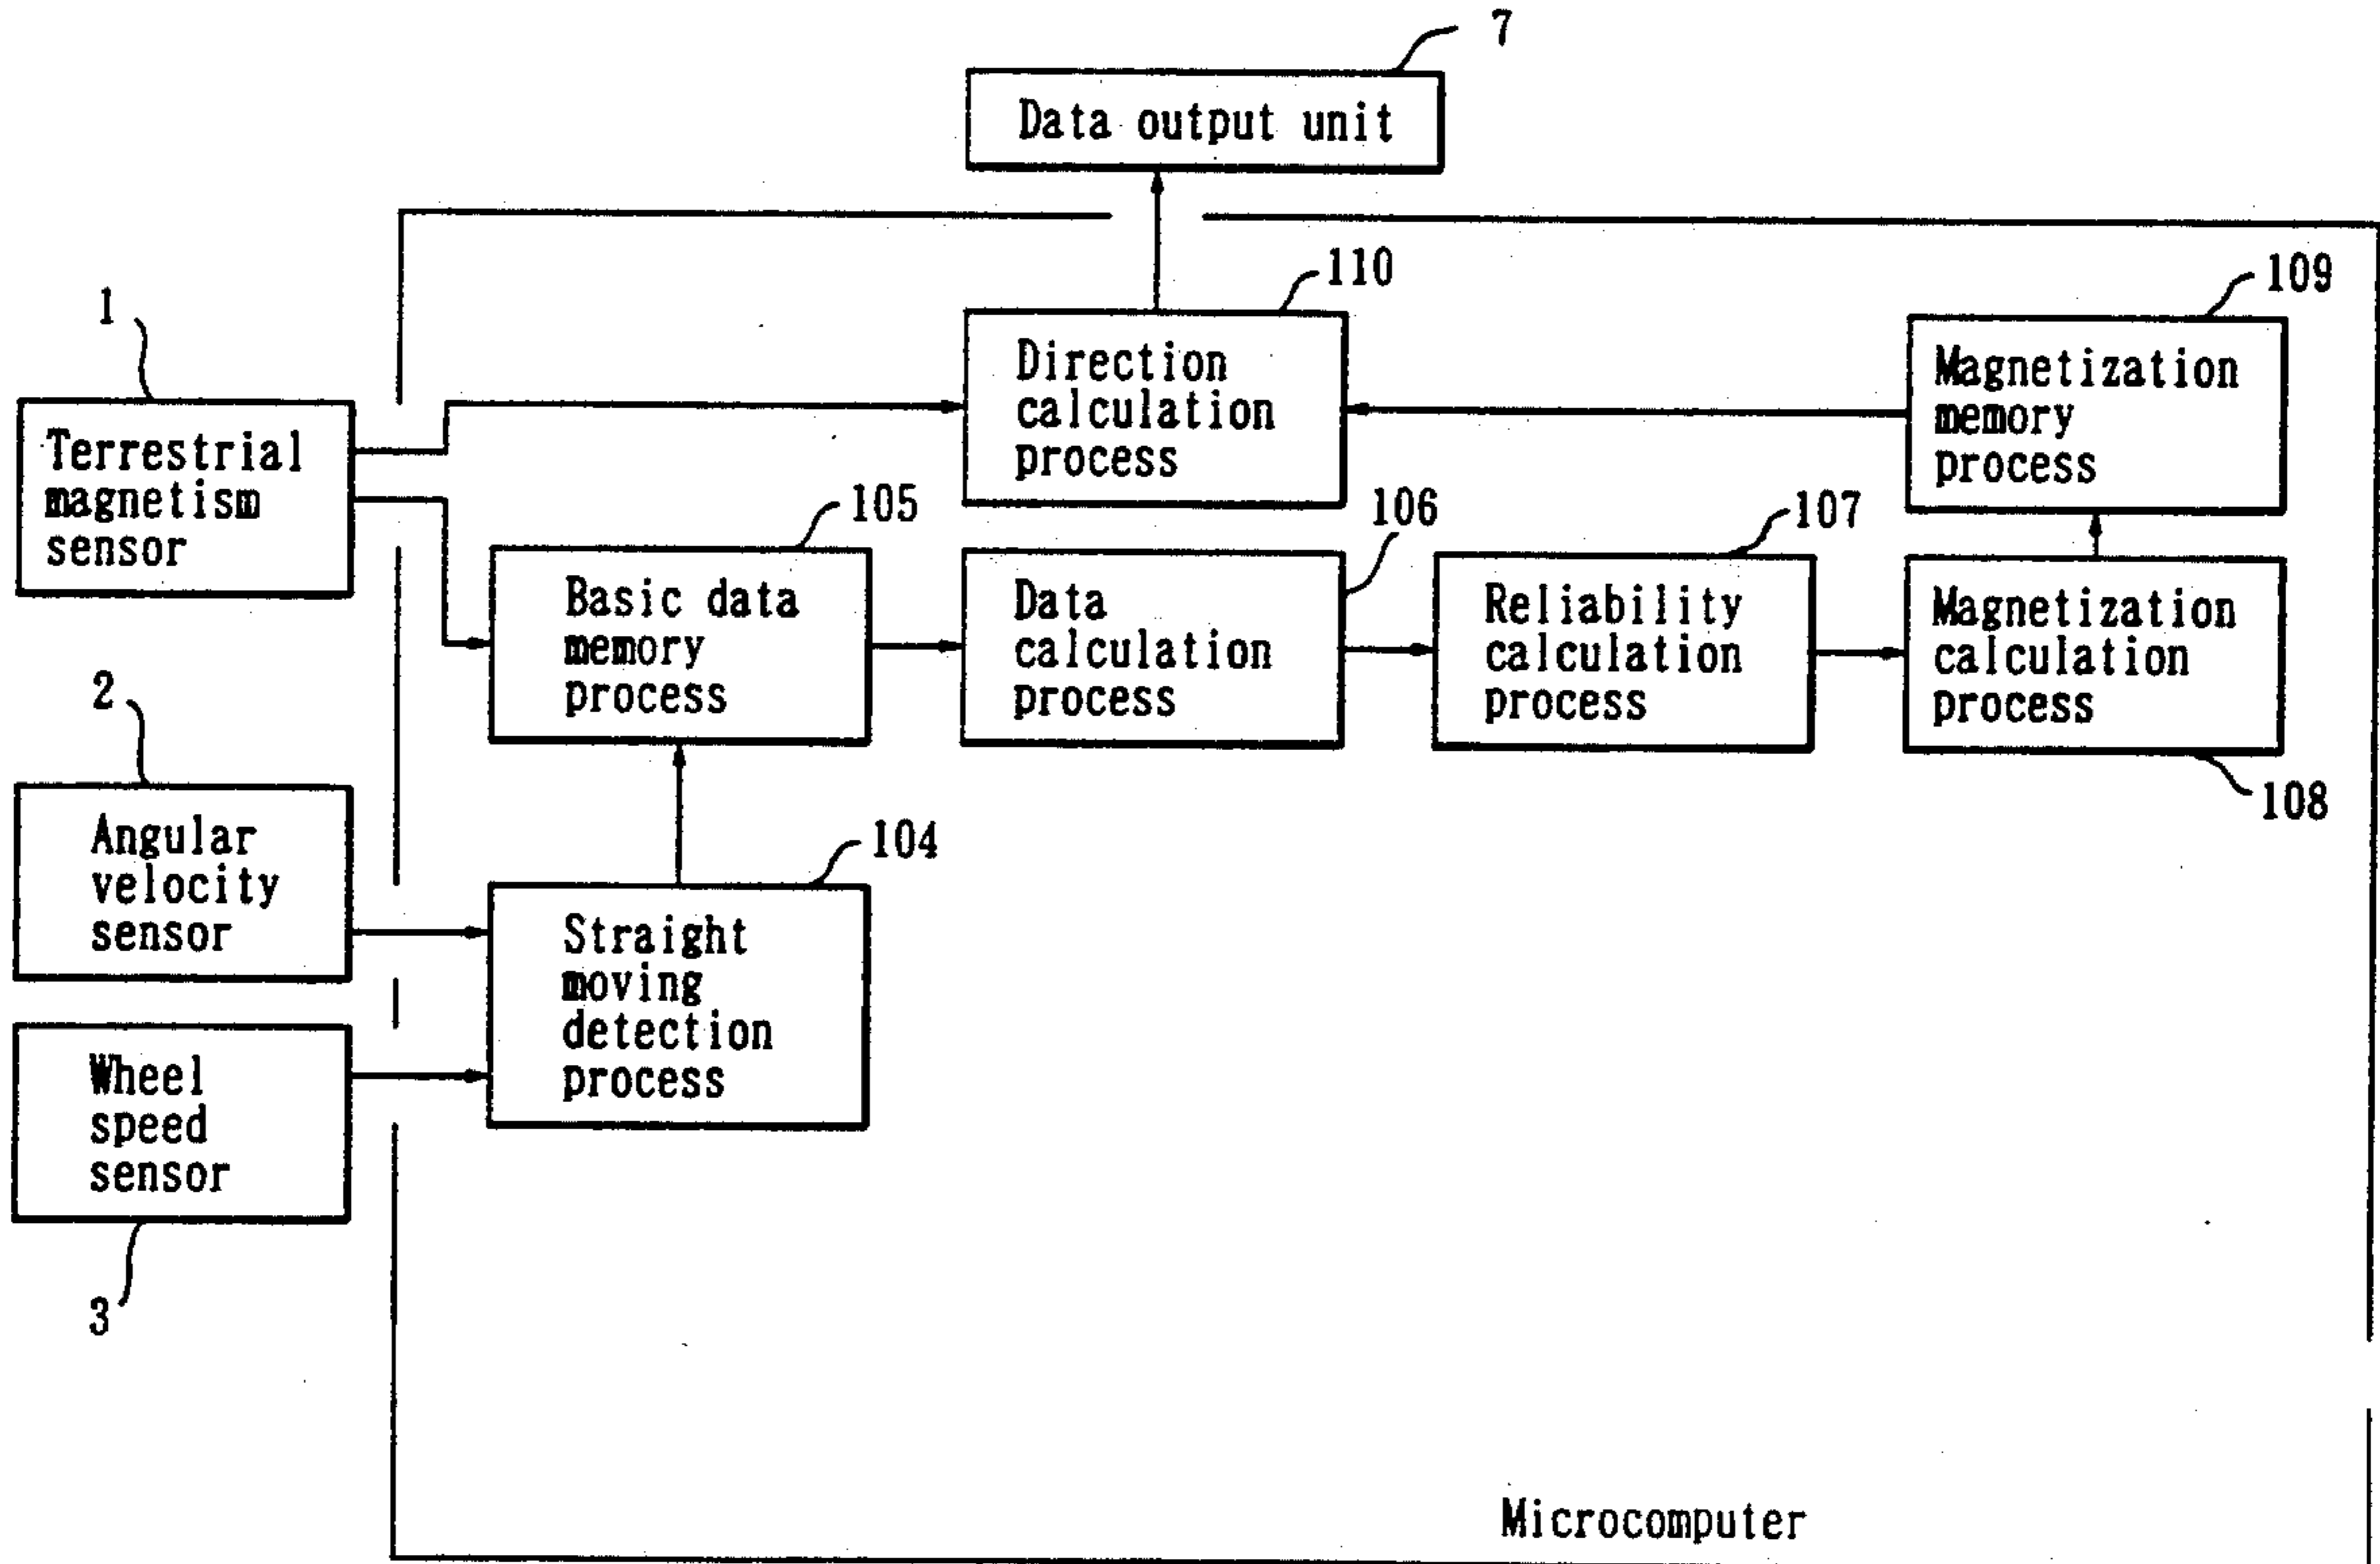 7
Data output unit
110
109
1
Direction
calculation
process
Magnetization
memory
process
Terrestrial
magnetism
sensor
105
106
107
Basic data
memory
process
Data
calculation
process
Reliability
calculation
process
Magnetization
calculation
process
2
108
Angular
velocity
sensor
104
Straight
moving
detection
process
Wheel
speed
sensor
3
Microcomputer